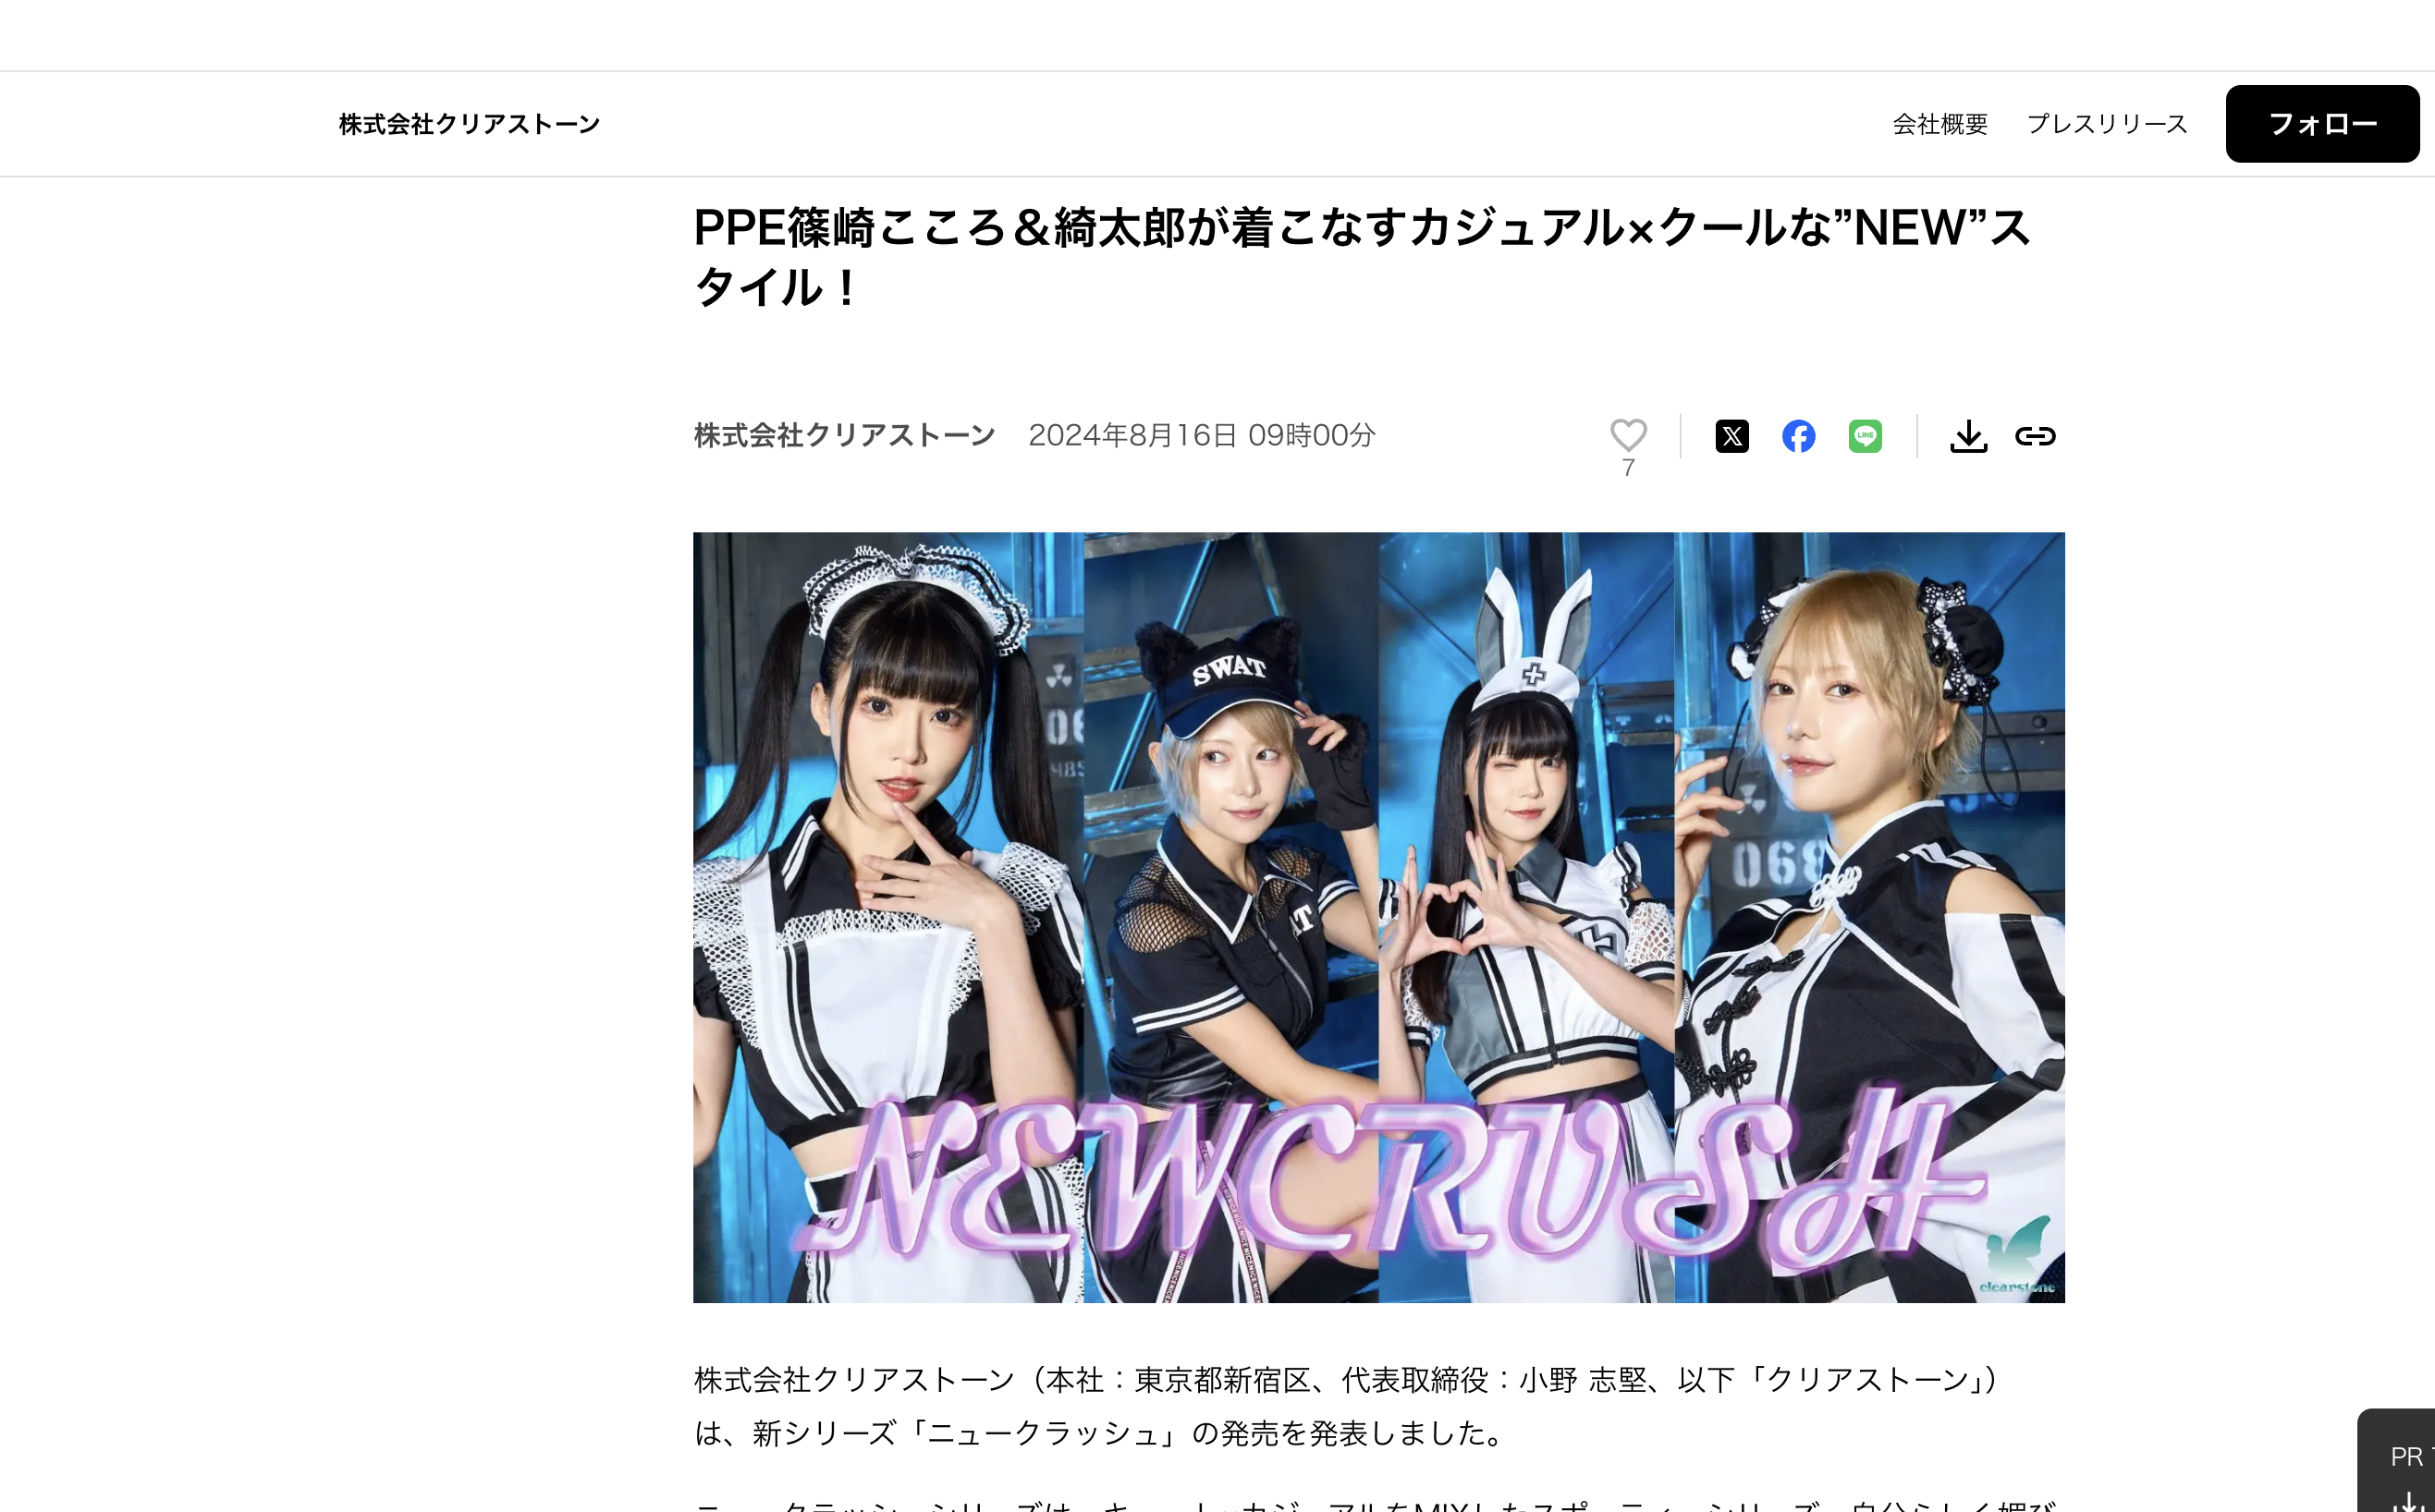 株式会社クリアストーン
会社概要 プレスリリース フォロー
PPE篠崎こころ＆綺太郎が着こなすカジュアル×クールな”NEW”ス
タイル！
株式会社クリアストーン 2024年8月16日 09時00分
7
LINE
SWAT
068
NEWCRUSH
clearstone
株式会社クリアストーン（本社：東京都新宿区、代表取締役：小野 志堅、以下「クリアストーン」）
は、新シリーズ「ニュークラッシュ」の発売を発表しました。
PR